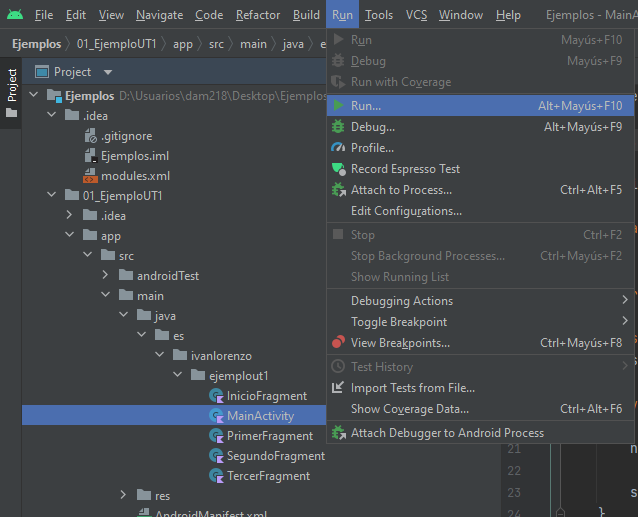 File Edit View Navigate Code Refactor Build Run Tools VCS Window Help Ejemplos - MainA
Ejemplos 01_EjemploUT1 app src main java e
Project
Project
Ejemplos D:\Usuarios\dam218\Desktop\Ejemplos
.idea
.gitignore
Ejemplos.iml
modules.xml
01_EjemploUT1
.idea
app
src
androidTest
main
java
es
ivanlorenzo
ejemplout1
InicioFragment
MainActivity
PrimerFragment
SegundoFragment
TercerFragment
res
AndroidManifest.xml
Run Mayús+F10
Debug Mayús+F9
Run with Coverage
Run... Alt+Mayús+F10
Debug... Alt+Mayús+F9
Profile...
Record Espresso Test
Attach to Process... Ctrl+Alt+F5
Edit Configurations...
Stop Ctrl+F2
Stop Background Processes... Ctrl+Mayús+F2
Show Running List
Debugging Actions
Toggle Breakpoint
View Breakpoints... Ctrl+Mayús+F8
Test History
Import Tests from File...
Show Coverage Data... Ctrl+Alt+F6
Attach Debugger to Android Process
21
22
23 s
24 }